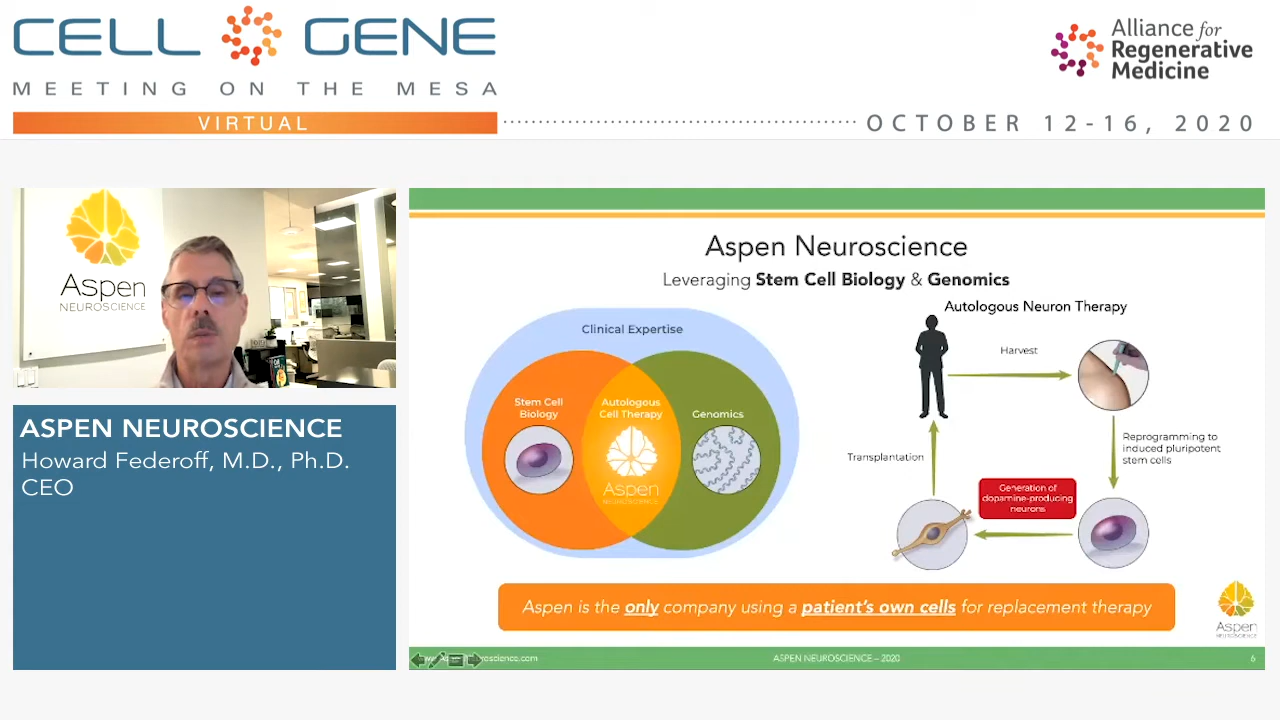 CELL GENE
MEETING ON THE MESA
VIRTUAL
Alliance for
Regenerative
Medicine
OCTOBER 12-16, 2020
Aspen
NEUROSCIENCE
ASPEN NEUROSCIENCE
Howard Federoff, M.D., Ph.D.
CEO
Aspen Neuroscience
Leveraging Stem Cell Biology & Genomics
Clinical Expertise
Stem Cell
Biology
Autologous
Cell Therapy
Genomics
Aspen
NEUROSCIENCE
Autologous Neuron Therapy
Harvest
Reprogramming to
induced pluripotent
stem cells
Generation of
dopamine-producing
neurons
Transplantation
Aspen is the only company using a patient's own cells for replacement therapy
Aspen
NEUROSCIENCE
ASPEN NEUROSCIENCE – 2020
6